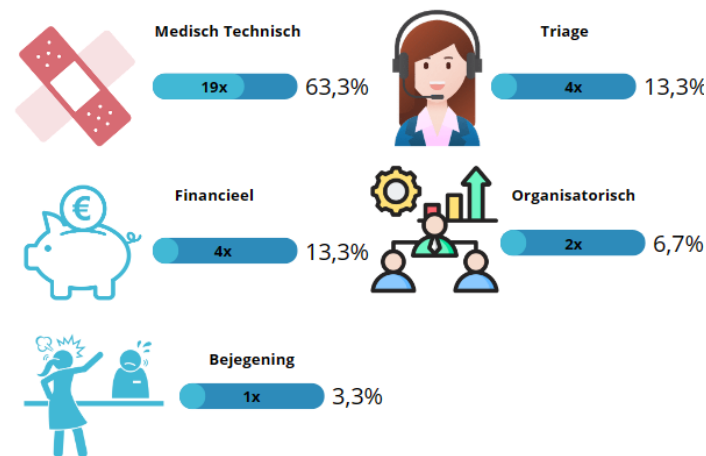 Medisch Technisch
19x 63,3%
Triage
4x 13,3%
Financieel
€
4x 13,3%
Organisatorisch
2x 6,7%
Bejegening
1x 3,3%